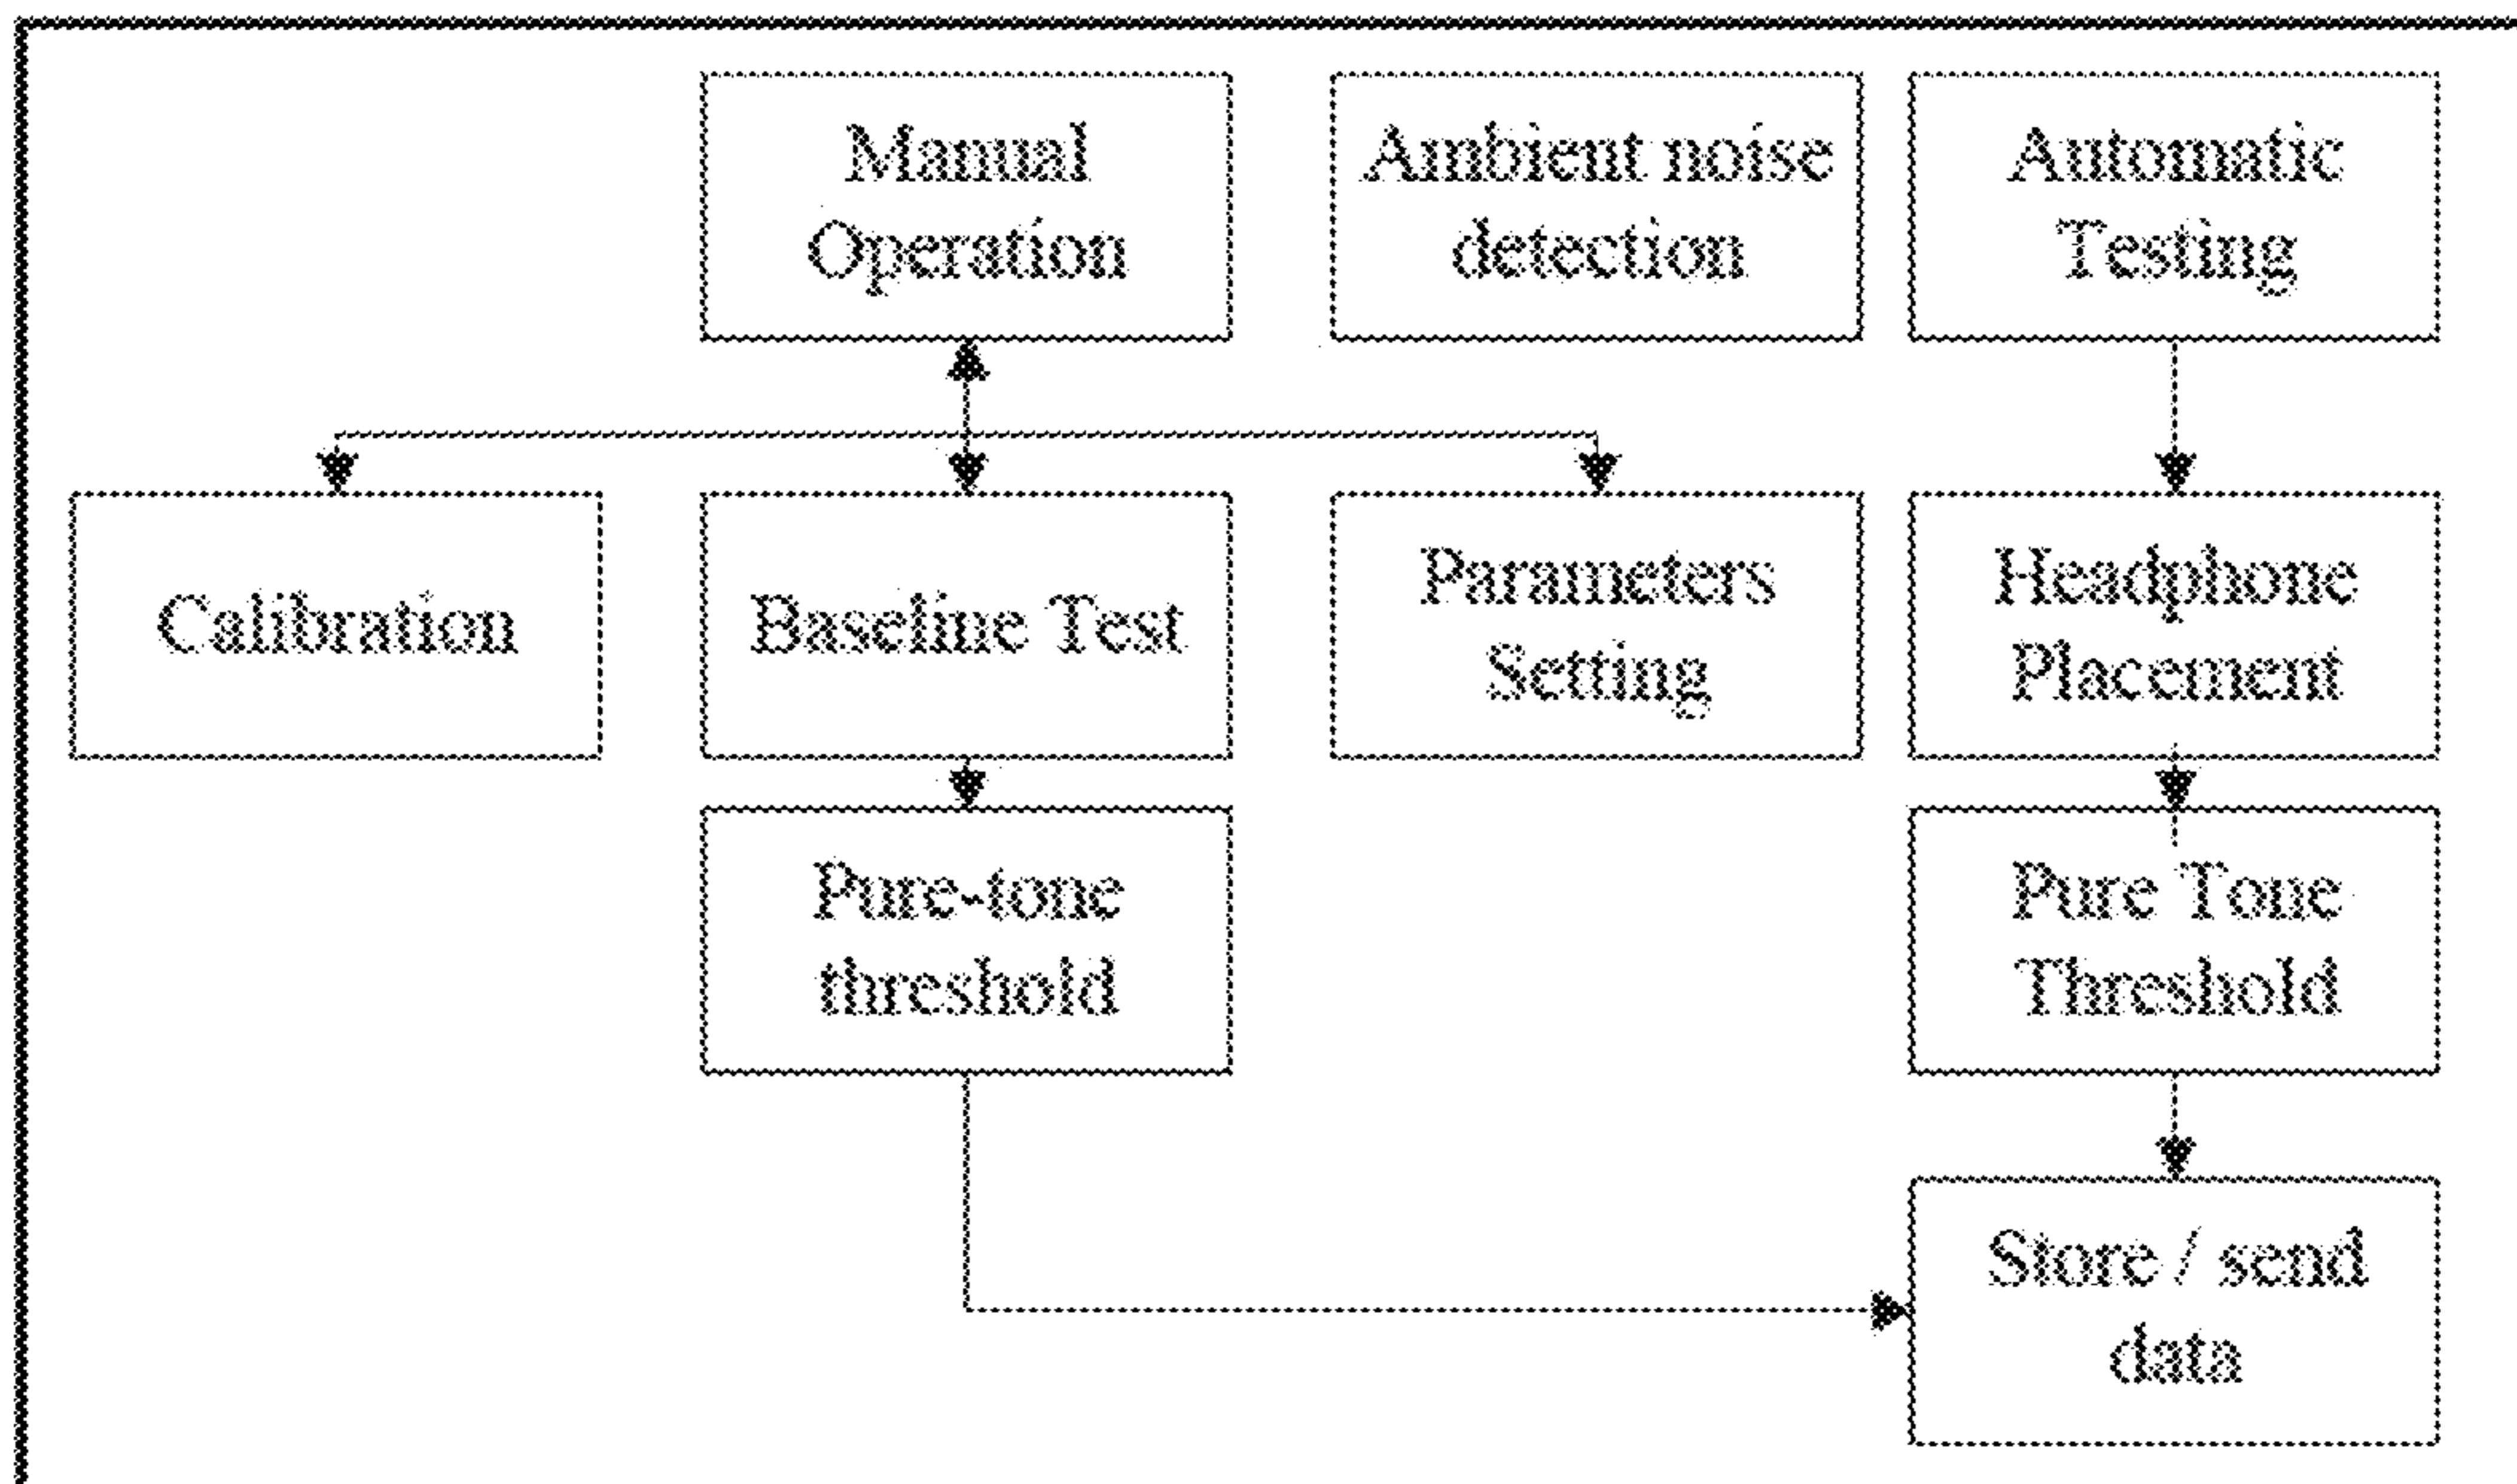 Manual
Operation
Ambient noise
detection
Automatic
Testing
Calibration
Baseline Test
Parameters
Setting
Headphone
Placement
Pure-tone
threshold
Pure Tone
Threshold
Store / send
data